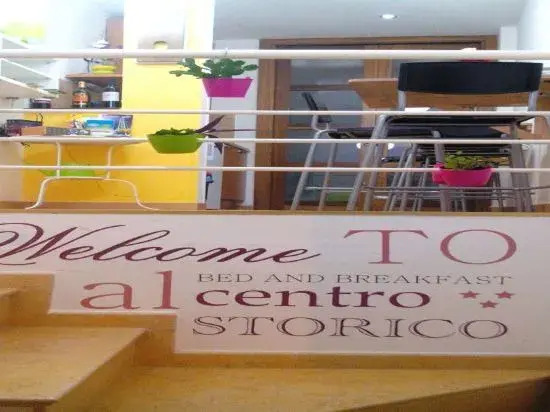 Welcome TO
BED AND BREAKFAST
al centro
STORICO